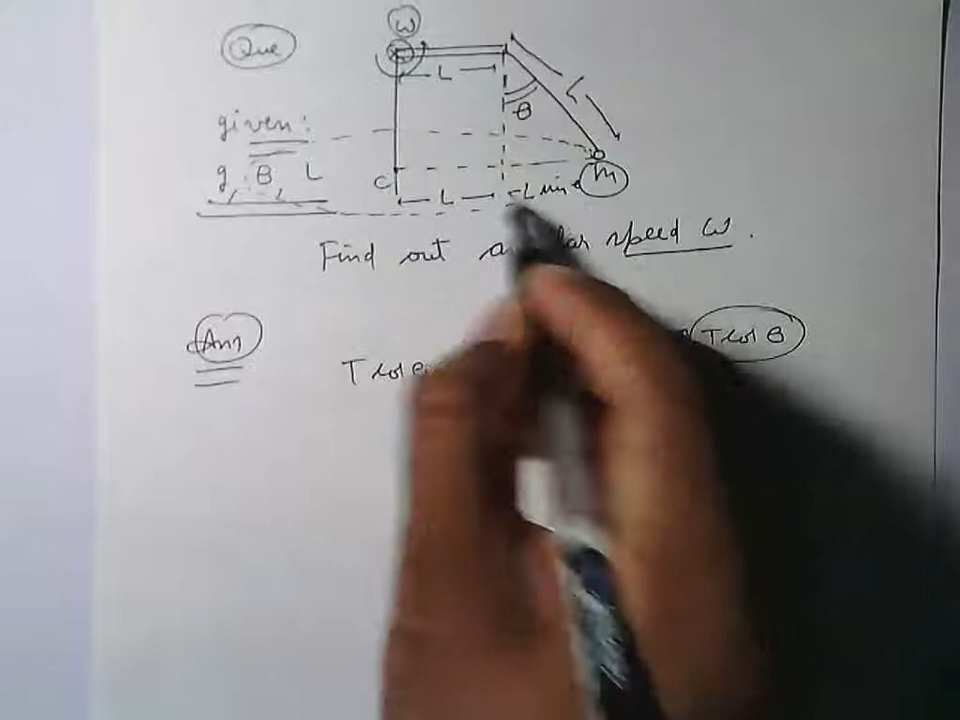 Que
ω
L
L
θ
given:
g, θ, L
C
L
L sin
m
Find out speed ω.
Ans
T cos
T cos θ